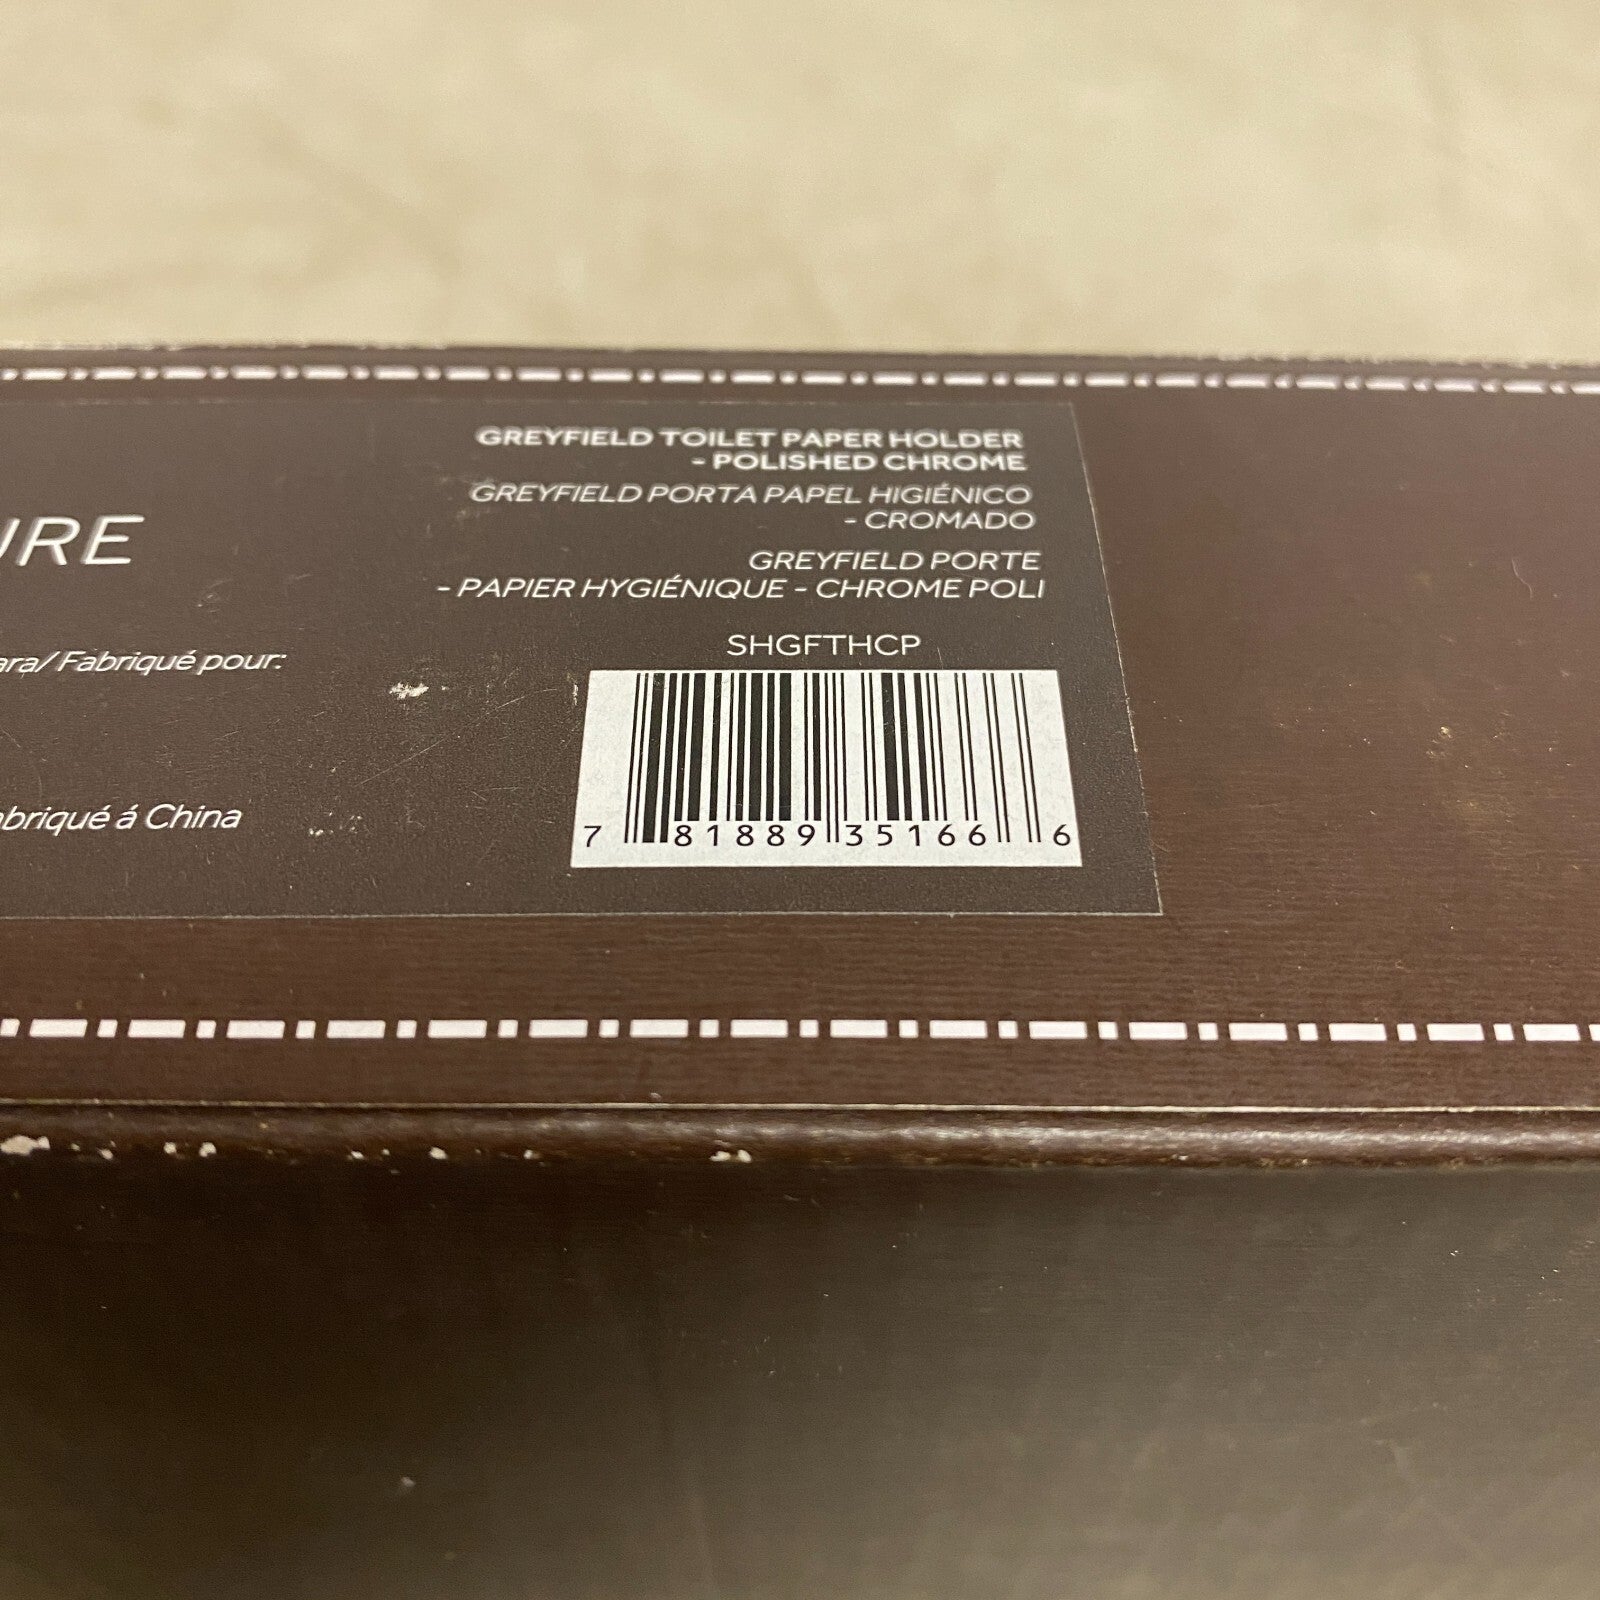 GREYFIELD TOILET PAPER HOLDER
- POLISHED CHROME
GREYFIELD PORTA PAPEL HIGIÉNICO
- CROMADO
GREYFIELD PORTE
- PAPIER HYGIÉNIQUE - CHROME POLI
URE
ara/ Fabriqué pour:
abriqué á China
SHGFTHCP
7 81889 35166 6